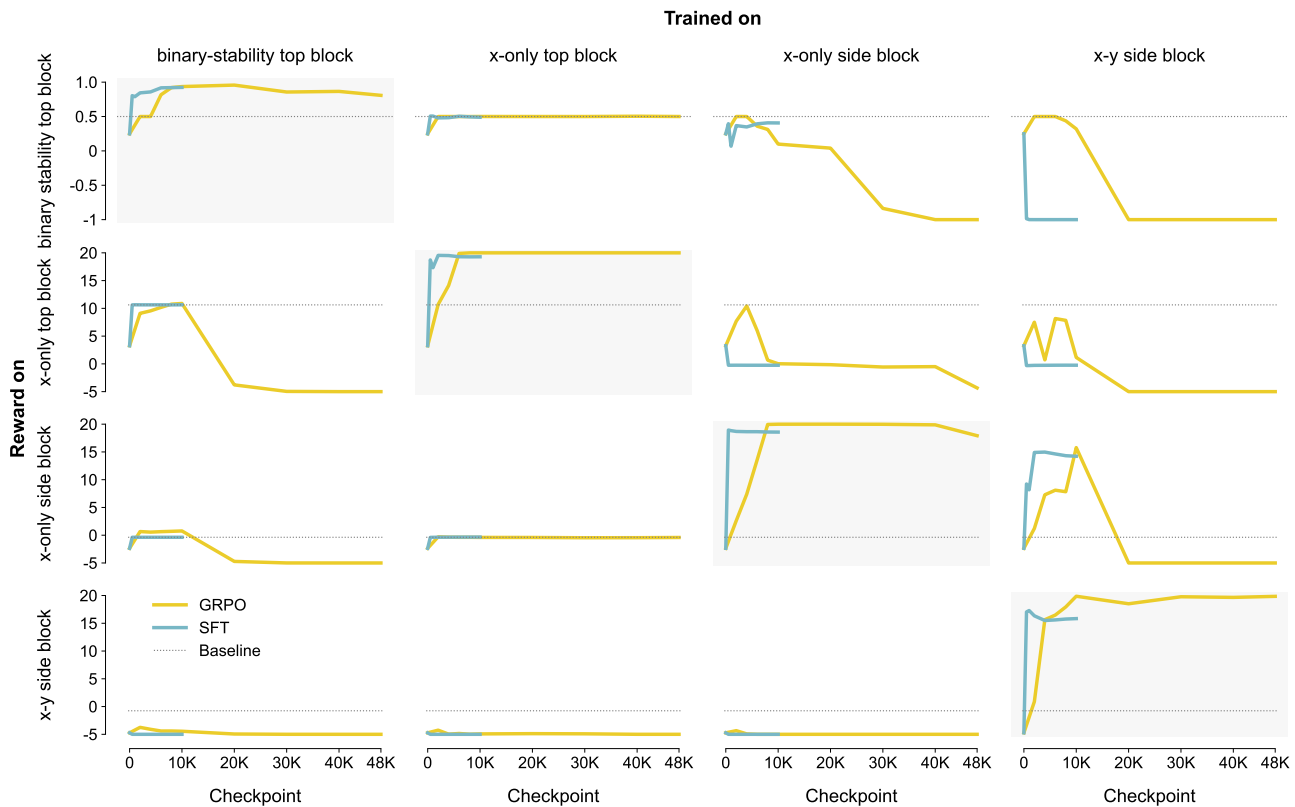 Trained on
binary-stability top block
x-only top block
x-only side block
x-y side block
Reward on
binary stability top block
1.0
0.5
0
-0.5
-1
x-only top block
20
15
10
5
0
-5
x-only side block
20
15
10
5
0
-5
x-y side block
20
15
10
5
0
-5
GRPO
SFT
Baseline
0 10K 20K 30K 40K 48K
0 10K 20K 30K 40K 48K
0 10K 20K 30K 40K 48K
0 10K 20K 30K 40K 48K
Checkpoint
Checkpoint
Checkpoint
Checkpoint